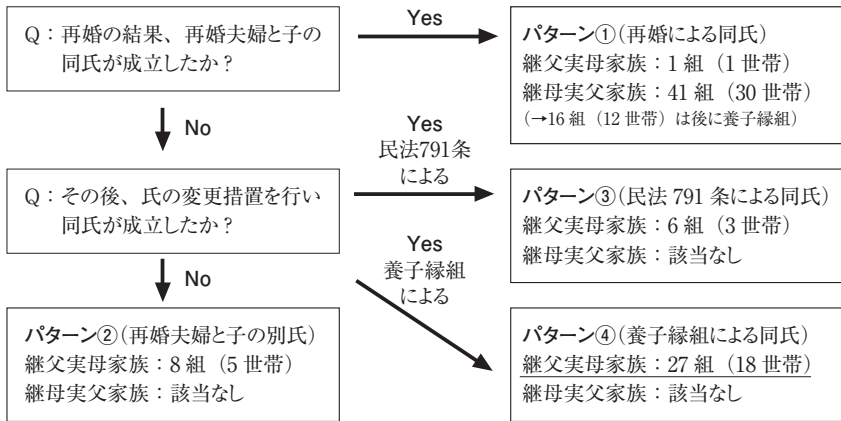 Q：再婚の結果、再婚夫婦と子の
同氏が成立したか？
Yes
パターン①(再婚による同氏)
継父実母家族：1 組（1 世帯）
継母実父家族：41 組（30 世帯）
（→16 組（12 世帯）は後に養子縁組）
No
Yes
民法791条
による
Q：その後、氏の変更措置を行い
同氏が成立したか？
パターン③(民法 791 条による同氏)
継父実母家族：6 組（3 世帯）
継母実父家族：該当なし
No
Yes
養子縁組
による
パターン②(再婚夫婦と子の別氏)
継父実母家族：8 組（5 世帯）
継母実父家族：該当なし
パターン④(養子縁組による同氏)
継父実母家族：27 組（18 世帯）
継母実父家族：該当なし